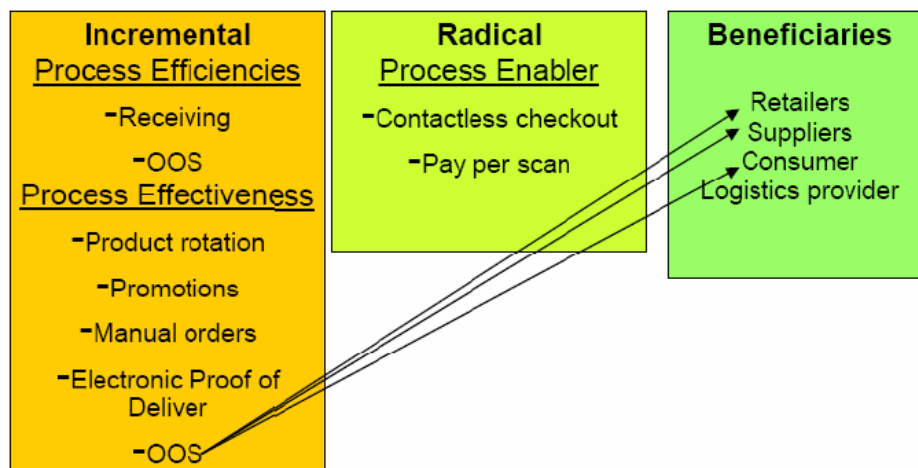 Incremental
Process Efficiencies
-Receiving
-OOS
Process Effectiveness
-Product rotation
-Promotions
-Manual orders
-Electronic Proof of
Deliver
-OOS
Radical
Process Enabler
-Contactless checkout
-Pay per scan
Beneficiaries
Retailers
Suppliers
Consumer
Logistics provider